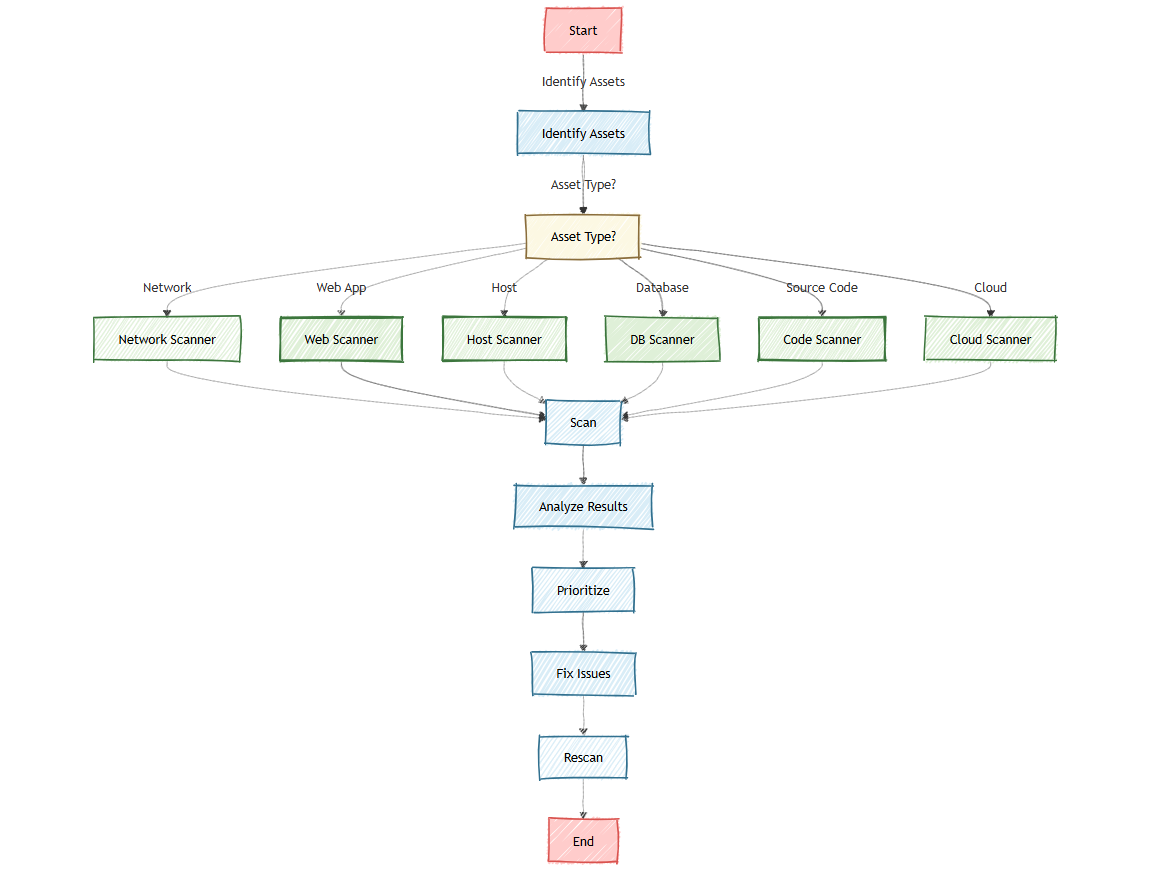 Start
Identify Assets
Identify Assets
Asset Type?
Asset Type?
Network
Web App
Host
Database
Source Code
Cloud
Network Scanner
Web Scanner
Host Scanner
DB Scanner
Code Scanner
Cloud Scanner
Scan
Analyze Results
Prioritize
Fix Issues
Rescan
End